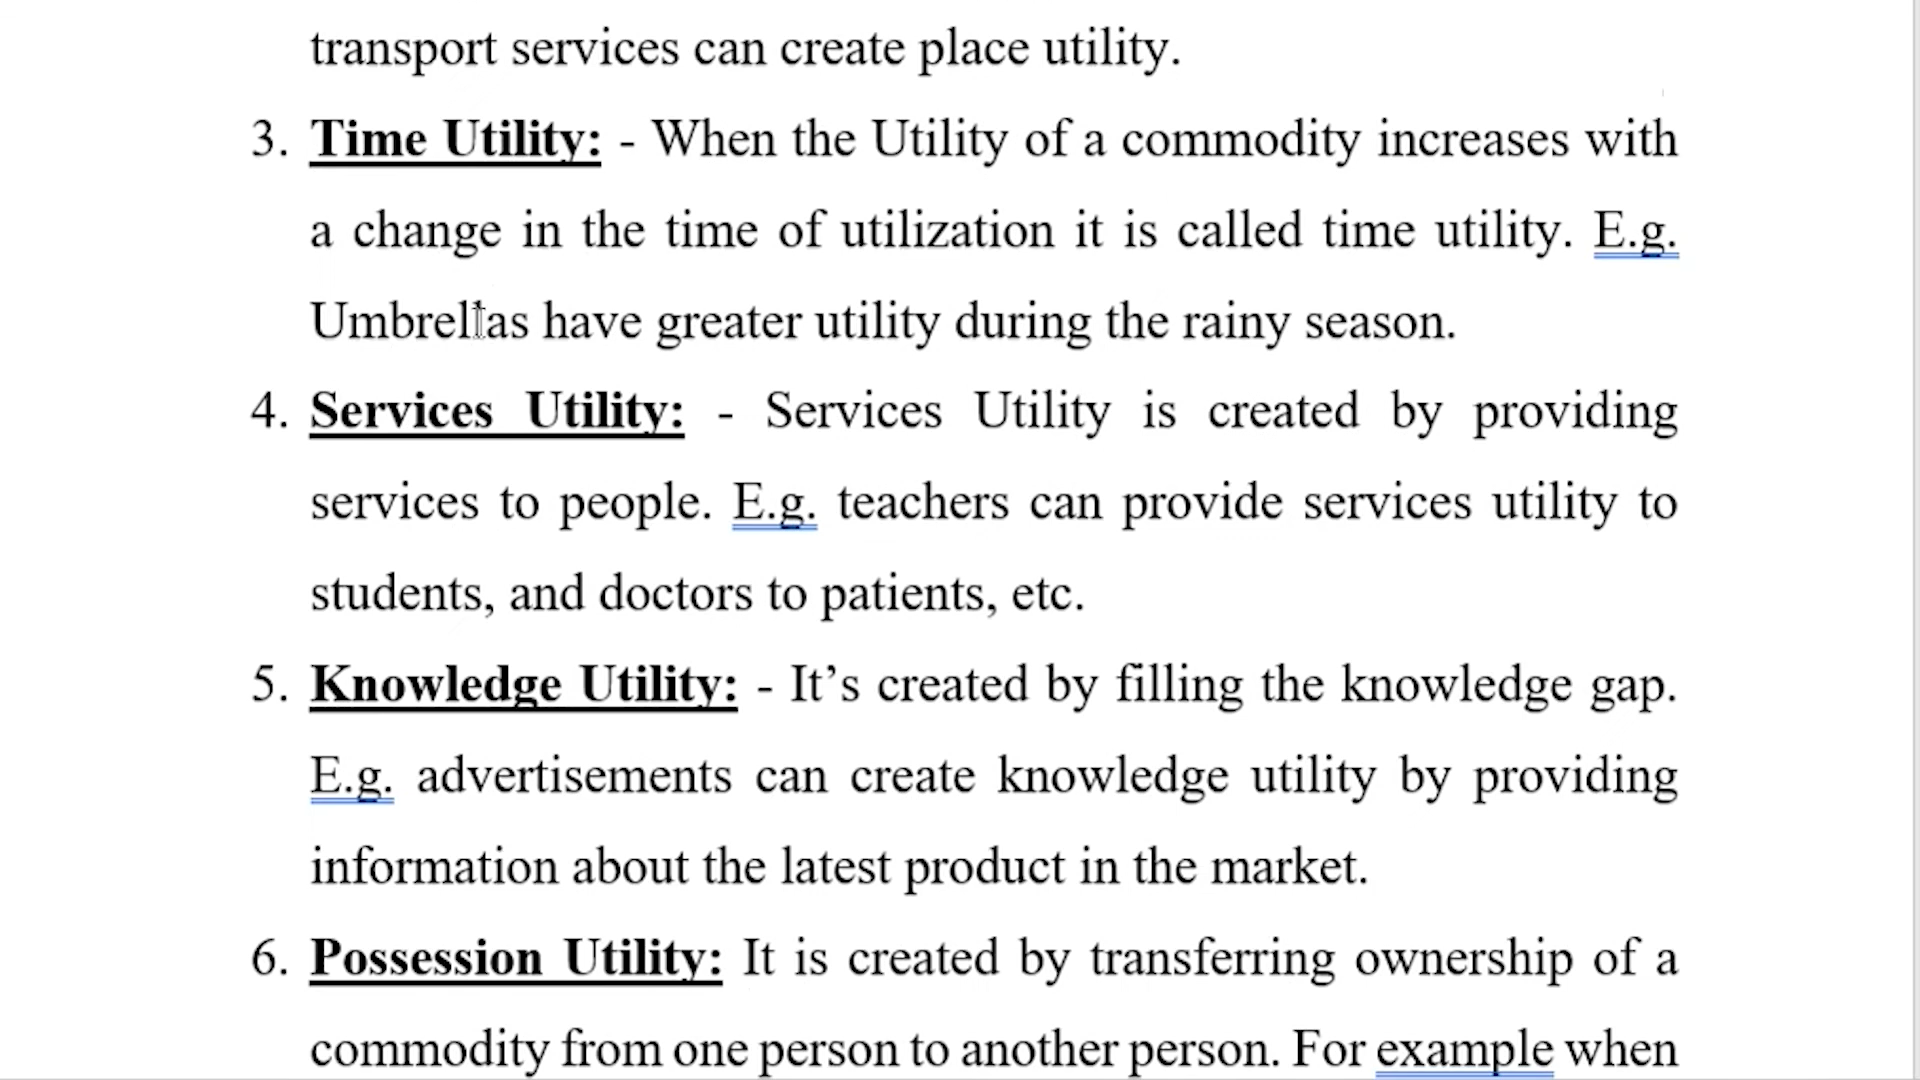 transport services can create place utility.
3. Time Utility: - When the Utility of a commodity increases with
a change in the time of utilization it is called time utility. E.g.
Umbrellas have greater utility during the rainy season.
4. Services Utility: - Services Utility is created by providing
services to people. E.g. teachers can provide services utility to
students, and doctors to patients, etc.
5. Knowledge Utility: - It’s created by filling the knowledge gap.
E.g. advertisements can create knowledge utility by providing
information about the latest product in the market.
6. Possession Utility: It is created by transferring ownership of a
commodity from one person to another person. For example when